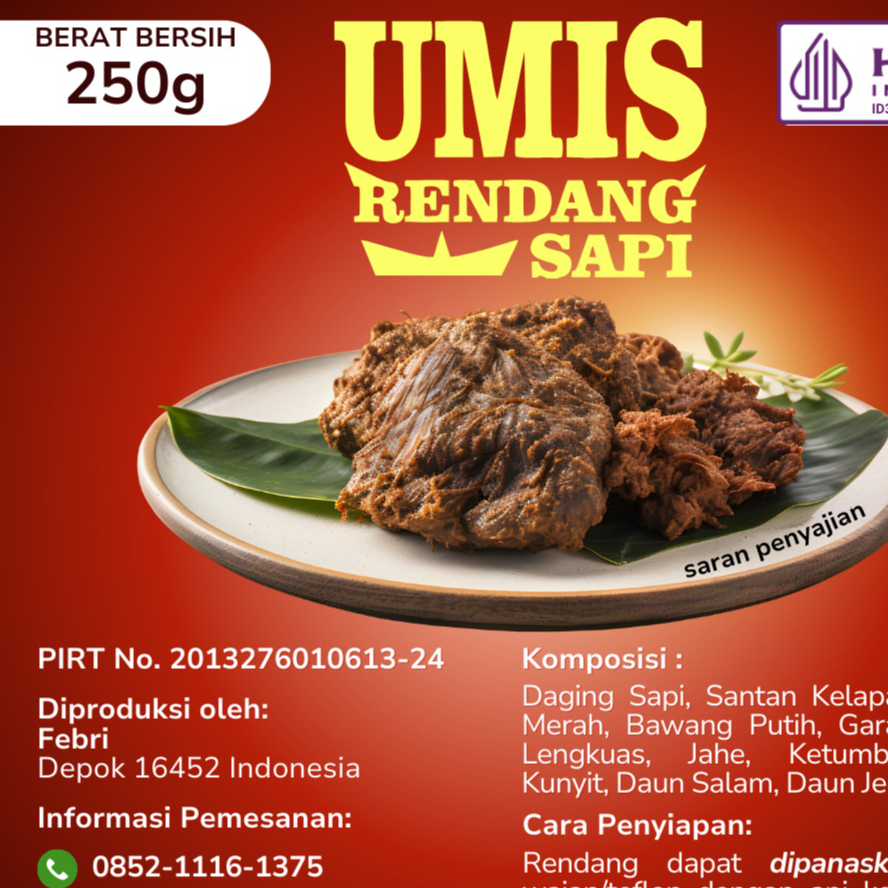 BERAT BERSIH
250g
UMIS
RENDANG
SAPI
saran penyajian
PIRT No. 2013276010613-24
Diproduksi oleh:
Febri
Depok 16452 Indonesia
Informasi Pemesanan:
0852-1116-1375
Komposisi :
Daging Sapi, Santan
Merah, Bawang Putih,
Lengkuas, Jahe,
Kunyit, Daun Salam, Daun
Cara Penyiapan:
Rendang dapat